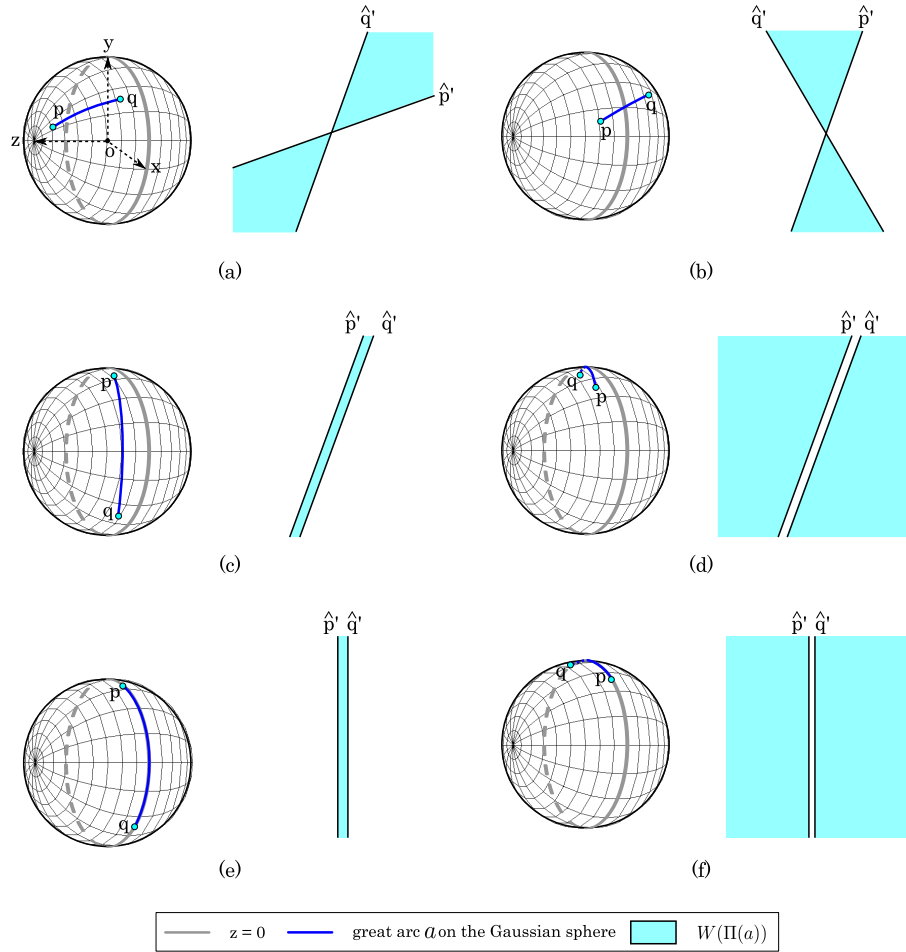 y
p
q
z
o
x
q̂'
p̂'
(a)
p
q
q̂'
p̂'
(b)
p
q
p̂' q̂'
(c)
q
p
p̂' q̂'
(d)
p
q
p̂' q̂'
(e)
q
p
p̂' q̂'
(f)
z = 0
great arc a on the Gaussian sphere
W(Π(a))